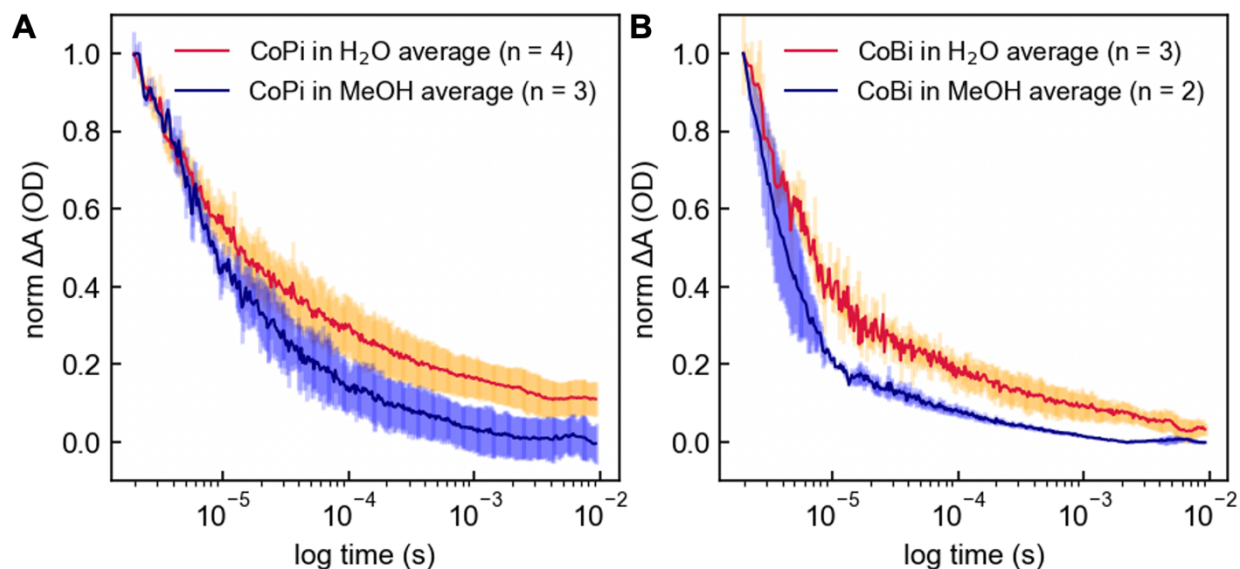 A
CoPi in H₂O average (n = 4)
CoPi in MeOH average (n = 3)
1.0
0.8
0.6
0.4
0.2
0.0
norm ΔA (OD)
10⁻⁵
10⁻⁴
10⁻³
10⁻²
log time (s)
B
CoBi in H₂O average (n = 3)
CoBi in MeOH average (n = 2)
1.0
0.8
0.6
0.4
0.2
0.0
norm ΔA (OD)
10⁻⁵
10⁻⁴
10⁻³
10⁻²
log time (s)